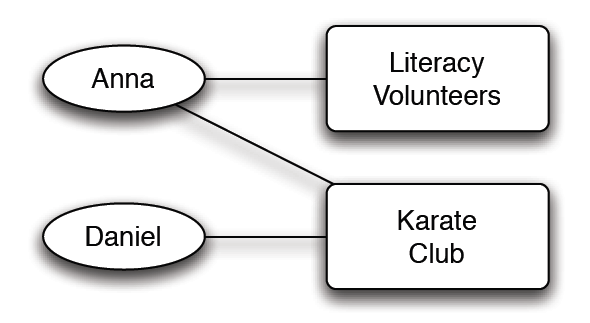 Anna
Literacy
Volunteers
Daniel
Karate
Club